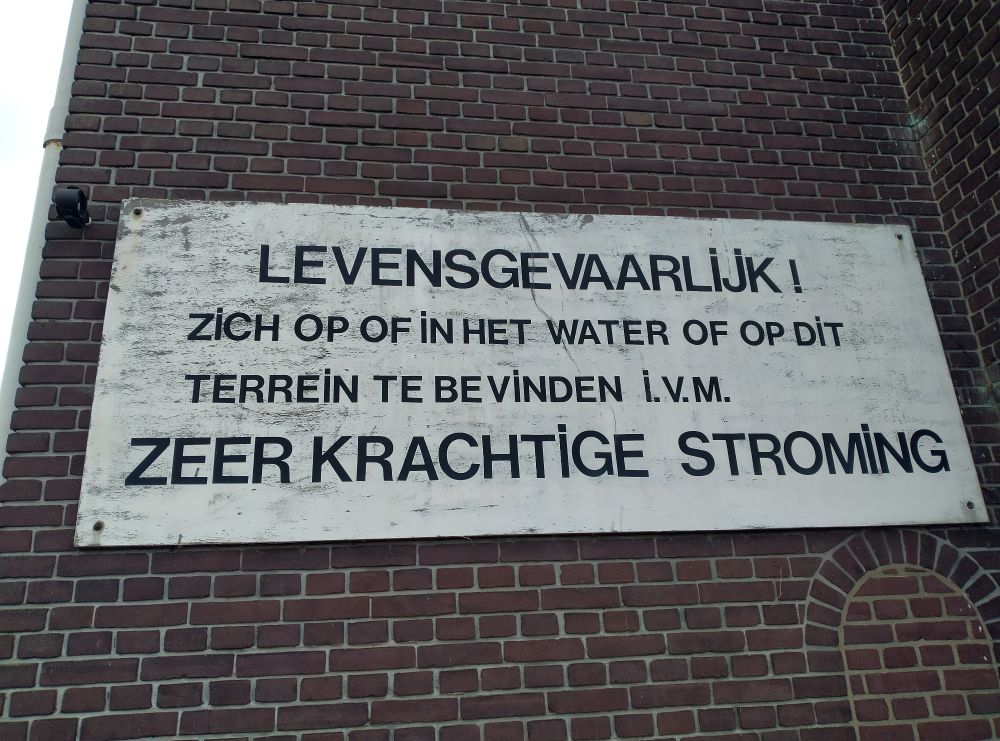 LEVENSGEVAARLiJK!
ZiCH OP OF iN HET WATER OF OP DiT
TERREiN TE BEVINDEN i.V.M.
ZEER KRACHTiGE STROMiNG